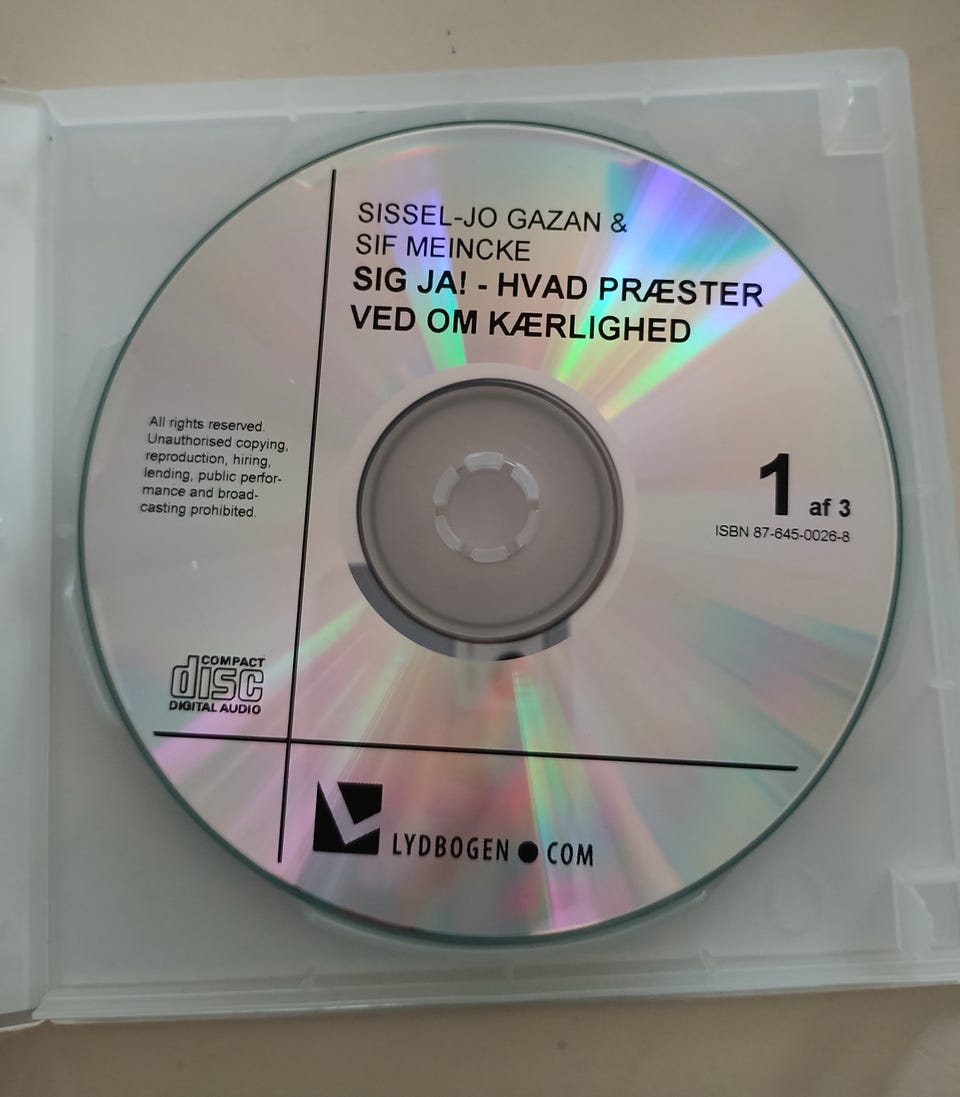 SISSEL-JO GAZAN &
SIF MEINCKE
SIG JA! - HVAD PRÆSTER
VED OM KÆRLIGHED
All rights reserved.
Unauthorised copying,
reproduction, hiring,
lending, public perfor-
mance and broad-
casting prohibited.
1 af 3
ISBN 87-645-0026-8
COMPACT
disc
DIGITAL AUDIO
LYDBOGEN ● COM